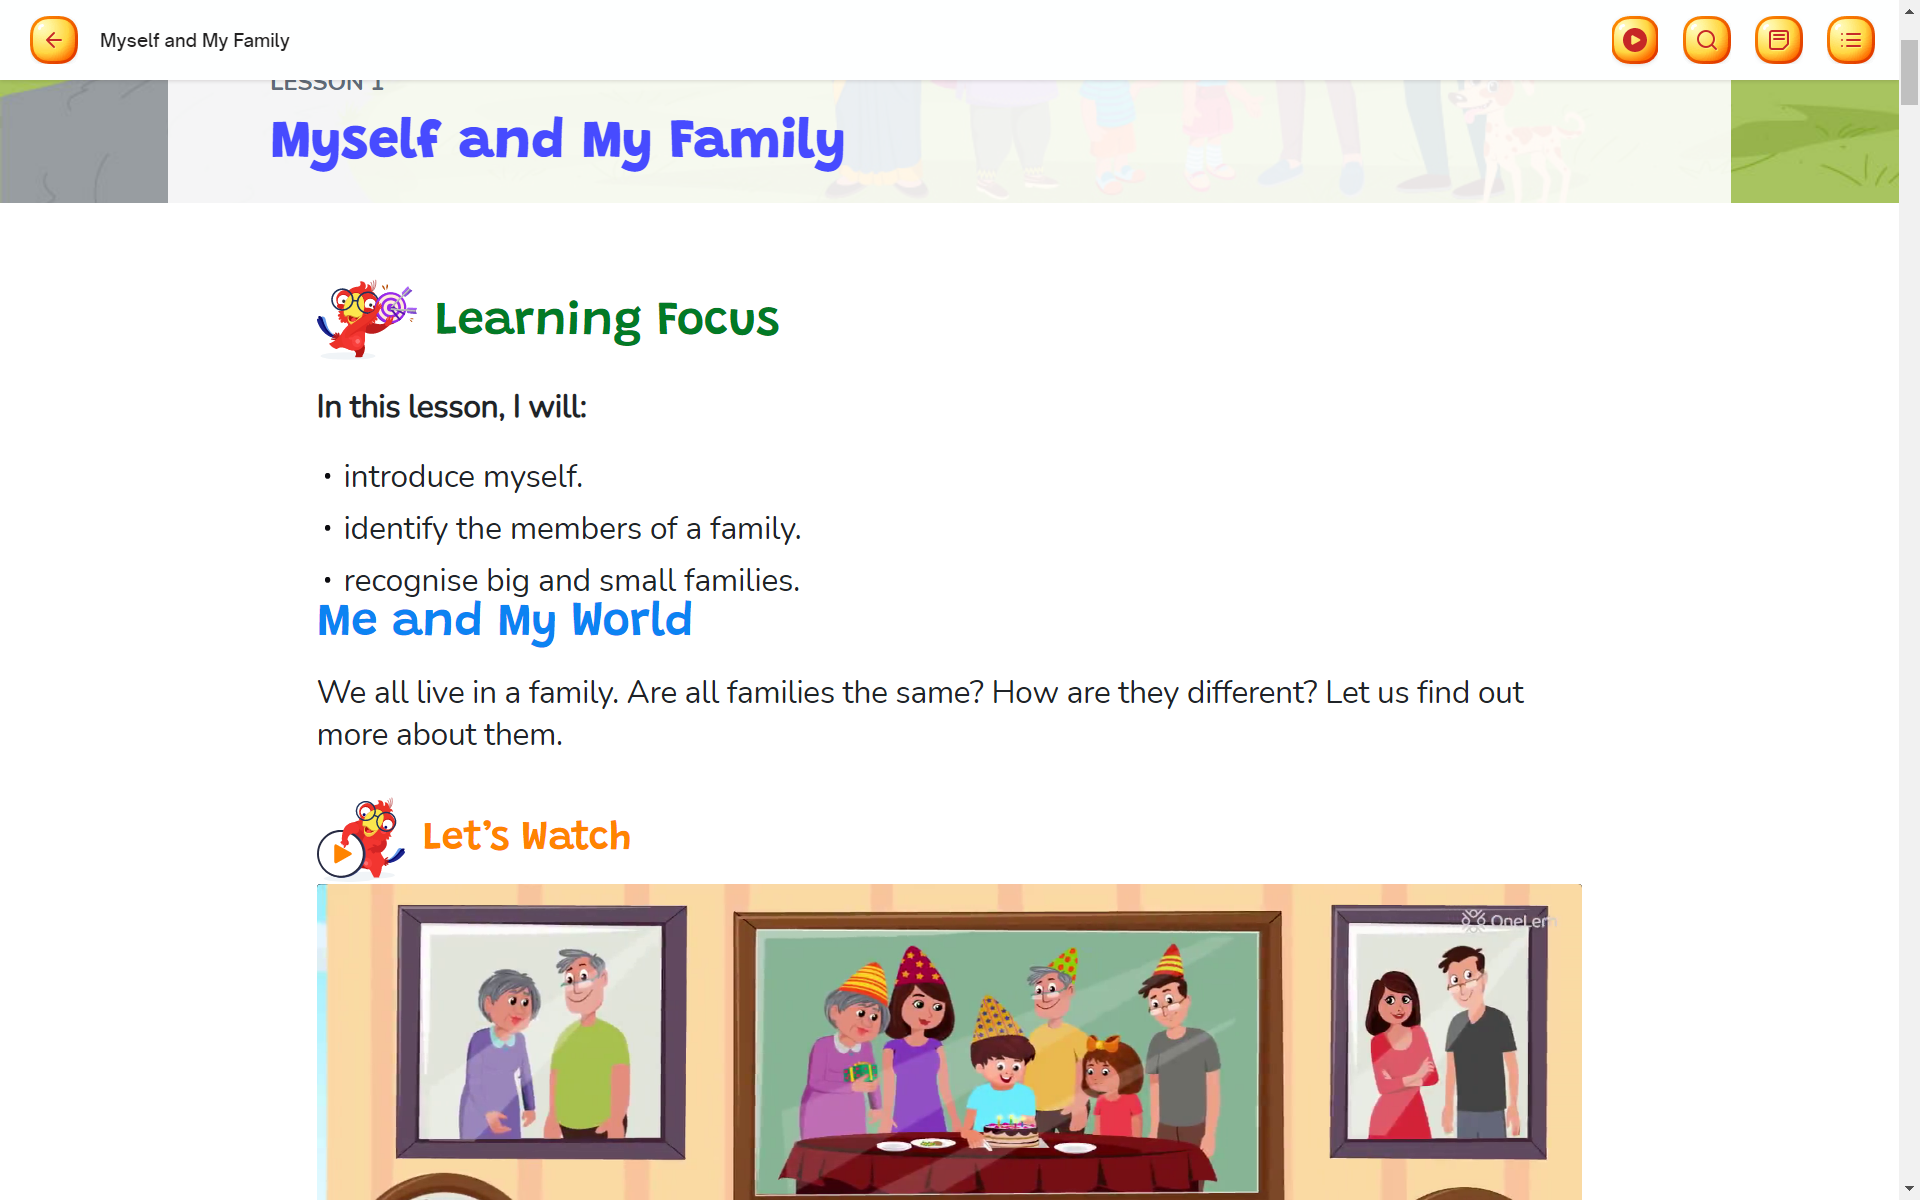 Myself and My Family
LESSON 1
Myself and My Family
Learning Focus
In this lesson, I will:
• introduce myself.
• identify the members of a family.
• recognise big and small families.
Me and My World
We all live in a family. Are all families the same? How are they different? Let us find out
more about them.
Let's Watch
OneLern